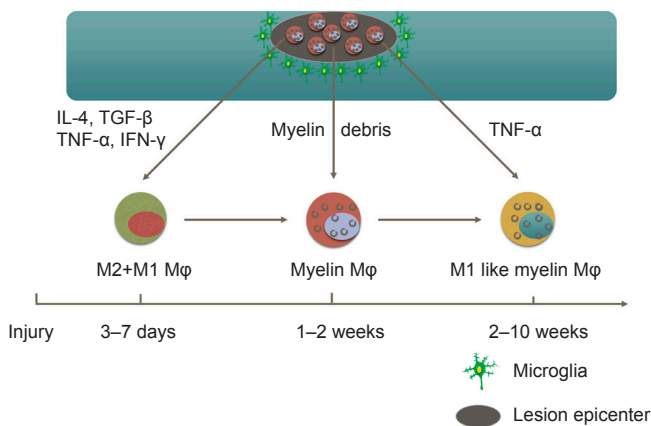 IL-4, TGF-β
TNF-α, IFN-γ
Myelin debris
TNF-α
M2+M1 Mφ
Myelin Mφ
M1 like myelin Mφ
Injury
3–7 days
1–2 weeks
2–10 weeks
Microglia
Lesion epicenter